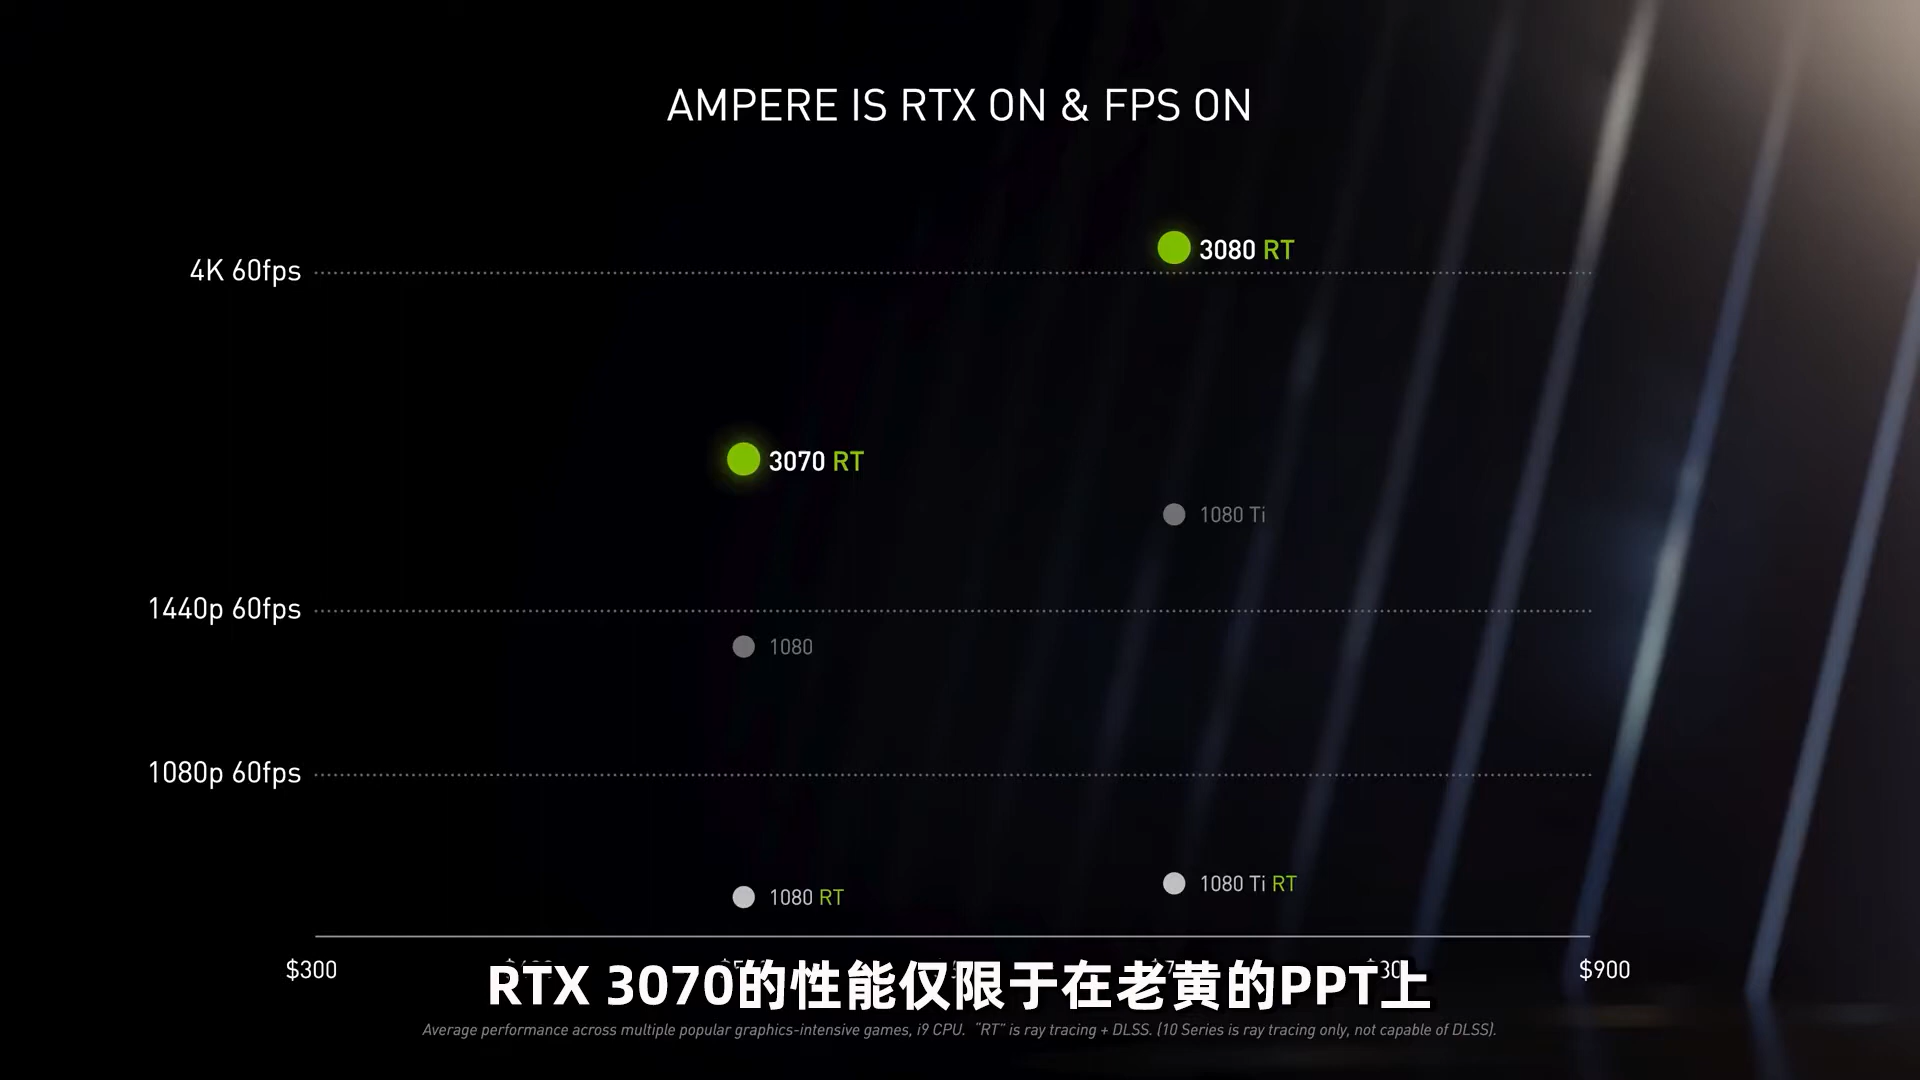 AMPERE IS RTX ON & FPS ON
4K 60fps
3080 RT
3070 RT
1080 Ti
1440p 60fps
1080
1080p 60fps
1080 RT
1080 Ti RT
$300
$900
RTX 3070的性能仅限于在老黄的PPT上
Average performance across multiple popular graphics-intensive games, i9 CPU. "RT" is ray tracing + DLSS. (10 Series is ray tracing only, not capable of DLSS).